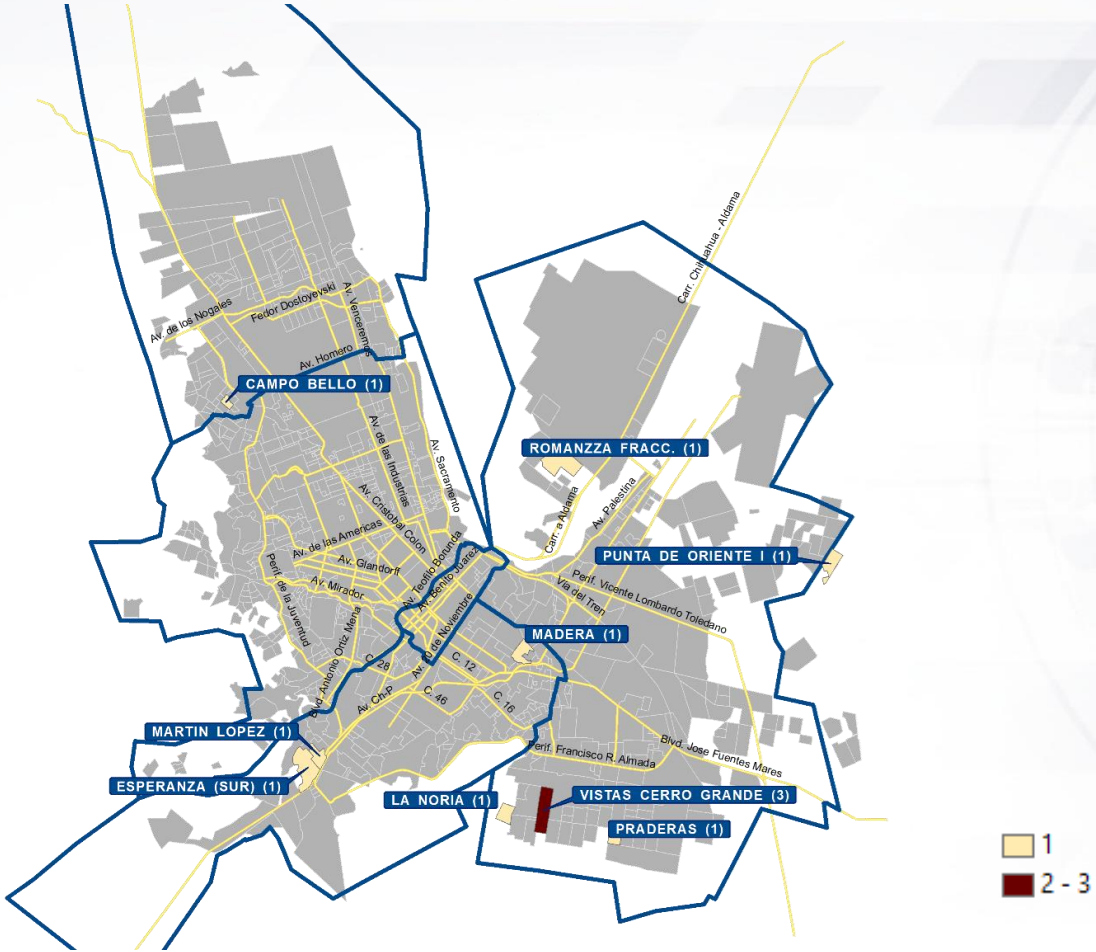 Carr. Chihuahua - Aldama
Av. de los Nogales
Fedor Dostoyevski
Av. Venceremos
Av. Homero
CAMPO BELLO (1)
Av. de las Industrias
Av. Sacramento
ROMANZZA FRACC. (1)
Av. Cristobal Colon
Carr. a Aldama
Av. Palestina
Av. de las Americas
Av. Teofilo Borunda
Av. Glandorff
Av. Benito Juarez
PUNTA DE ORIENTE I (1)
Perif. de la Juventud
Av. Mirador
Perif. Vicente Lombardo Toledano
Via del Tren
Av. 20 de Noviembre
MADERA (1)
Blvd. Antonio Ortiz Mena
C. 28
C. 12
Av. Ch-P
C. 46
C. 16
MARTIN LOPEZ (1)
Perif. Francisco R. Almada
Blvd. Jose Fuentes Mares
ESPERANZA (SUR) (1)
LA NORIA (1)
VISTAS CERRO GRANDE (3)
PRADERAS (1)
1
2 - 3